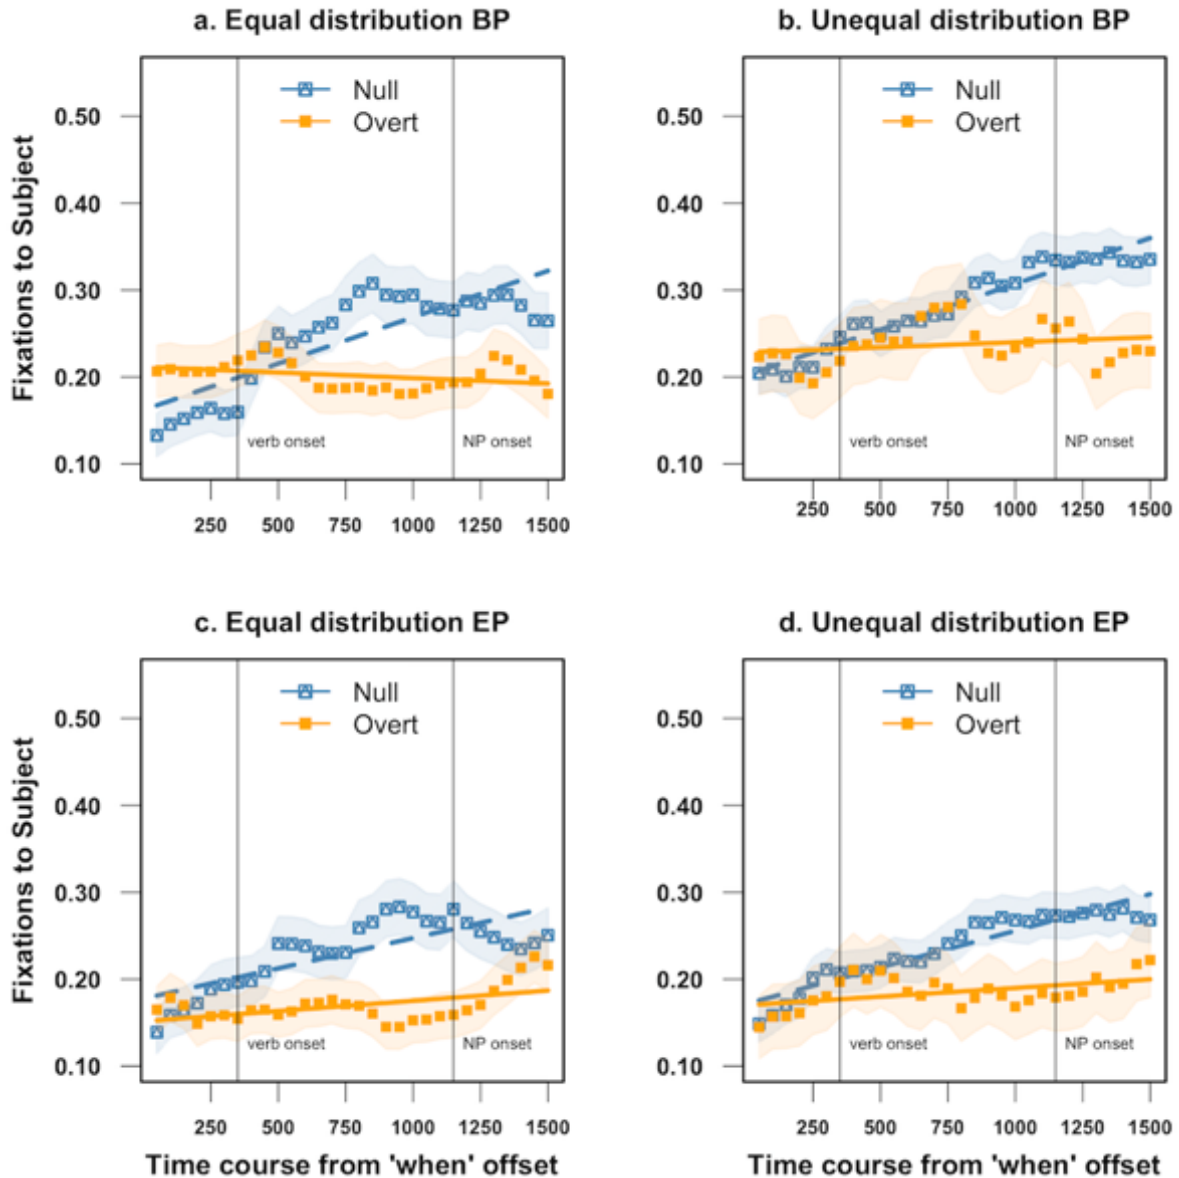 a. Equal distribution BP
Fixations to Subject
0.50
0.40
0.30
0.20
0.10
Null
Overt
verb onset
NP onset
250 500 750 1000 1250 1500
b. Unequal distribution BP
0.50
0.40
0.30
0.20
0.10
Null
Overt
verb onset
NP onset
250 500 750 1000 1250 1500
c. Equal distribution EP
Fixations to Subject
0.50
0.40
0.30
0.20
0.10
Null
Overt
verb onset
NP onset
250 500 750 1000 1250 1500
Time course from 'when' offset
d. Unequal distribution EP
0.50
0.40
0.30
0.20
0.10
Null
Overt
verb onset
NP onset
250 500 750 1000 1250 1500
Time course from 'when' offset